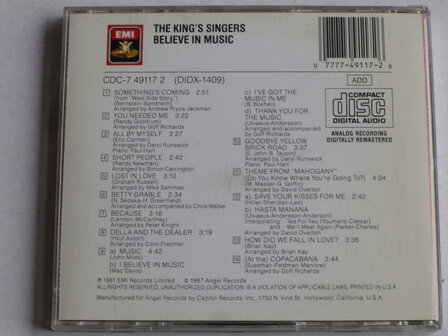 EMI
THE KING'S SINGERS
BELIEVE IN MUSIC
0 7777-49117-2 6
CDC-7 49117 2 (DIDX-1409)
ADD
COMPACT
disc
DIGITAL AUDIO
ANALOG RECORDING
DIGITALLY REMASTERED
1 SOMETHING'S COMING 2:51
(from "West Side Story")
(Bernstein-Sondheim)
Arranged by Andrew Pryce Jackman
2 YOU NEEDED ME 3:22
(Randy Goodrum)
Arranged by Goff Richards
3 ALL BY MYSELF 3:27
(Eric Carmen)
Arranged by Daryl Runswick
Piano: Paul Hart
4 SHORT PEOPLE 2:42
(Randy Newman)
Arranged by Simon Carrington
5 LOST IN LOVE 3:10
(Graham Russell)
Arranged by Mike Sammes
6 BETTY GRABLE 2:34
(N. Sedaka-H. Greenfield)
Arranged and accompanied by Chris Walker
7 BECAUSE 3:16
(Lennon-McCartney)
Arranged by Peter Knight
8 DELLA AND THE DEALER 3:19
(Hoyt Axton)
Arranged by Colin Frechter
9 a) MUSIC 4:42
(John Miles)
b) I BELIEVE IN MUSIC
(Mac Davis)
c) I'VE GOT THE
MUSIC IN ME
(B. Boshell)
d) THANK YOU FOR
THE MUSIC
(Ulvaeus-Andersson)
Arranged and accompanied
by Goff Richards
10 GOODBYE YELLOW
BRICK ROAD 3:37
(E. John-B. Taupin)
Arranged by Daryl Runswick
Piano: Paul Hart
11 THEME FROM "MAHOGANY"
(Do You Know Where You're Going To?) 4:04
(M. Masser-G. Goffin)
Arranged by David Overton
12 a) SAVE YOUR KISSES FOR ME 2:42
(Hiller-Sheridan-Lee)
b) HASTA MANANA
(Ulvaeus-Andersson-Andersson)
Interpolating: Tea For Two (Youmans-Caesar)
and We'll Meet Again (Parker-Charles)
Arranged by David Overton
13 HOW DID WE FALL IN LOVE? 3:19
(Brian Kay)
Arranged by Brian Kay
14 (At the) COPACABANA 3:44
(Sussman-Feldman-Manilow)
Arranged by Goff Richards
℗ 1981 EMI Records Limited © 1987 Angel Records
ALL RIGHTS RESERVED. UNAUTHORIZED DUPLICATION IS A VIOLATION OF APPLICABLE LAWS. PRINTED IN U.S.A.
Manufactured for Angel Records by Capitol Records, Inc., 1750 N. Vine St., Hollywood, California, U.S.A.